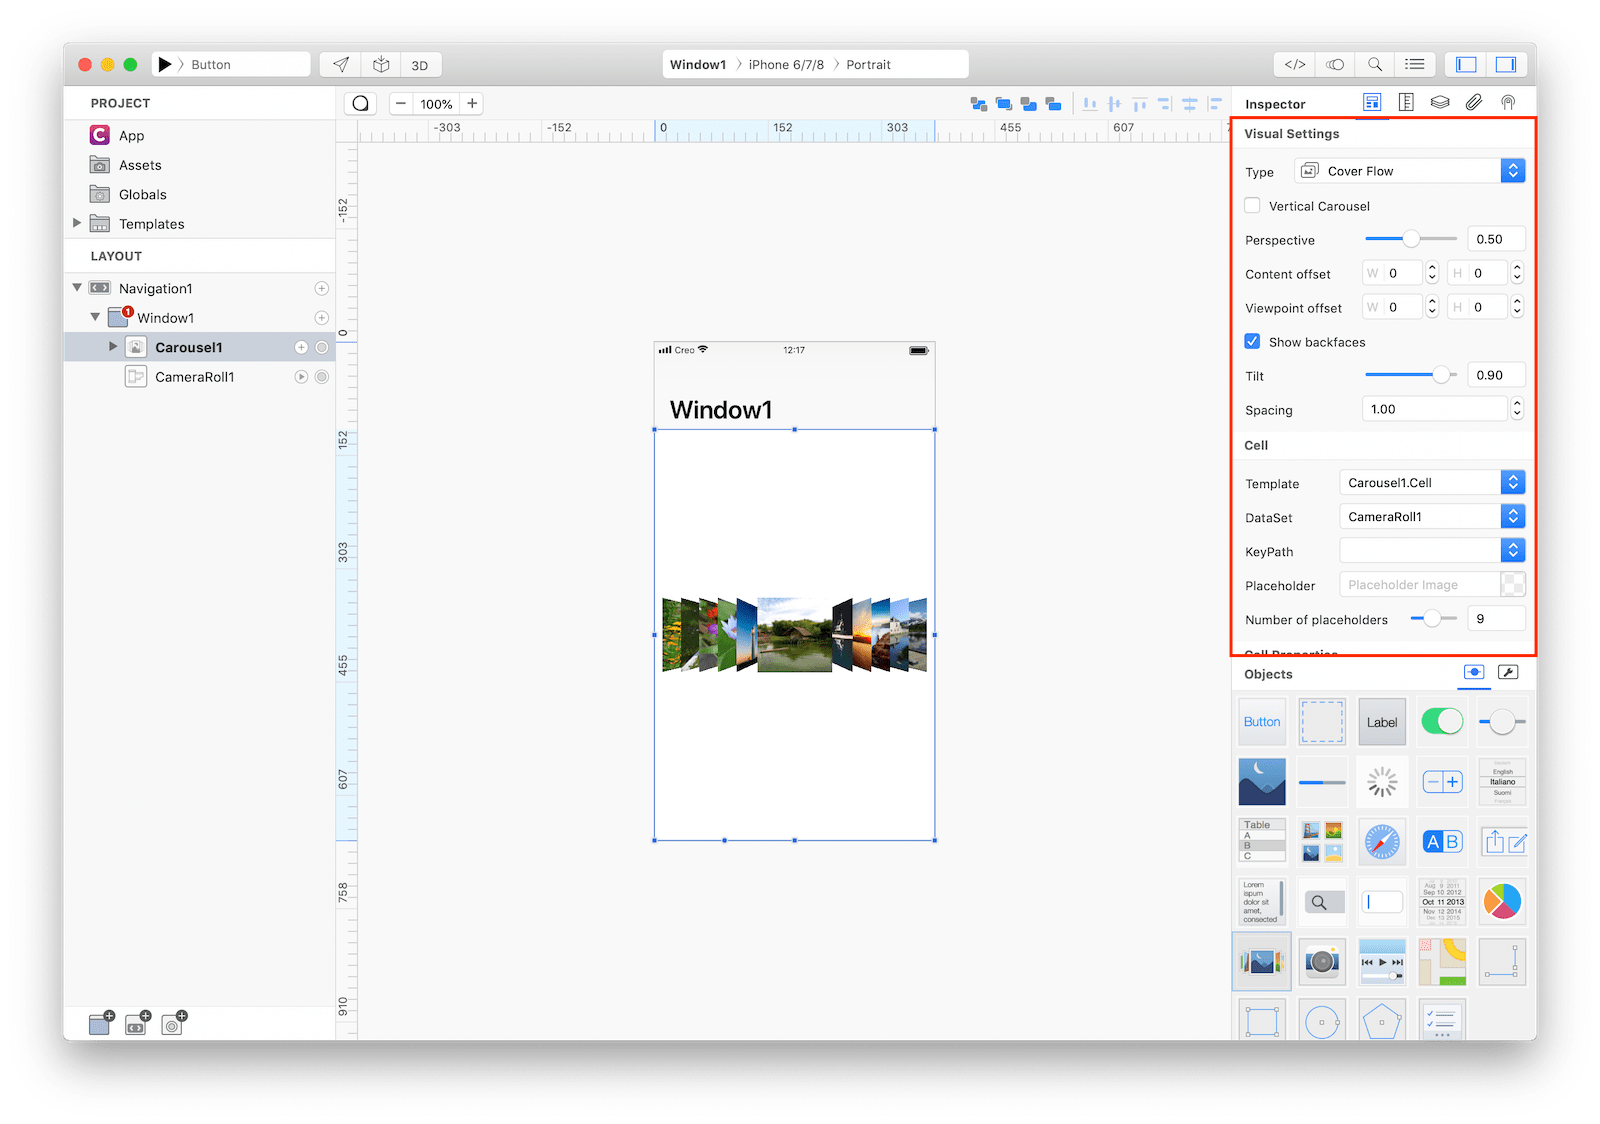 Button
3D
Window1 〉 iPhone 6/7/8 〉 Portrait
PROJECT
App
Assets
Globals
Templates
LAYOUT
Navigation1
1
Window1
Carousel1
CameraRoll1
100%
-303 -152 0 152 303 455 607
-152
0
152
303
455
607
758
910
Creo 12:17
Window1
Inspector
Visual Settings
Type Cover Flow
Vertical Carousel
Perspective 0.50
Content offset W 0 H 0
Viewpoint offset W 0 H 0
Show backfaces
Tilt 0.90
Spacing 1.00
Cell
Template Carousel1.Cell
DataSet CameraRoll1
KeyPath
Placeholder Placeholder Image
Number of placeholders 9
Cell Properties
Objects
Button
Label
English
Italiano
Suomi
Table
A
B
C
A B
Lorem
ispum
dolor sit
amet,
consected
Aug 9 2011
Sep 10 2012
Oct 11 2013
Nov 12 2014